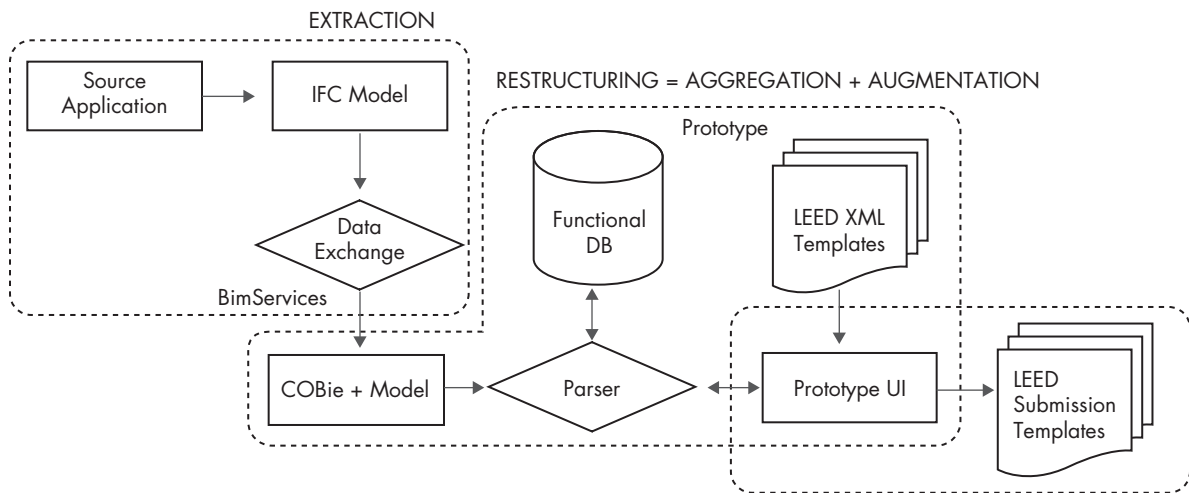 EXTRACTION
Source
Application
IFC Model
Data
Exchange
BimServices
RESTRUCTURING = AGGREGATION + AUGMENTATION
Prototype
Functional
DB
LEED XML
Templates
COBie + Model
Parser
Prototype UI
LEED
Submission
Templates